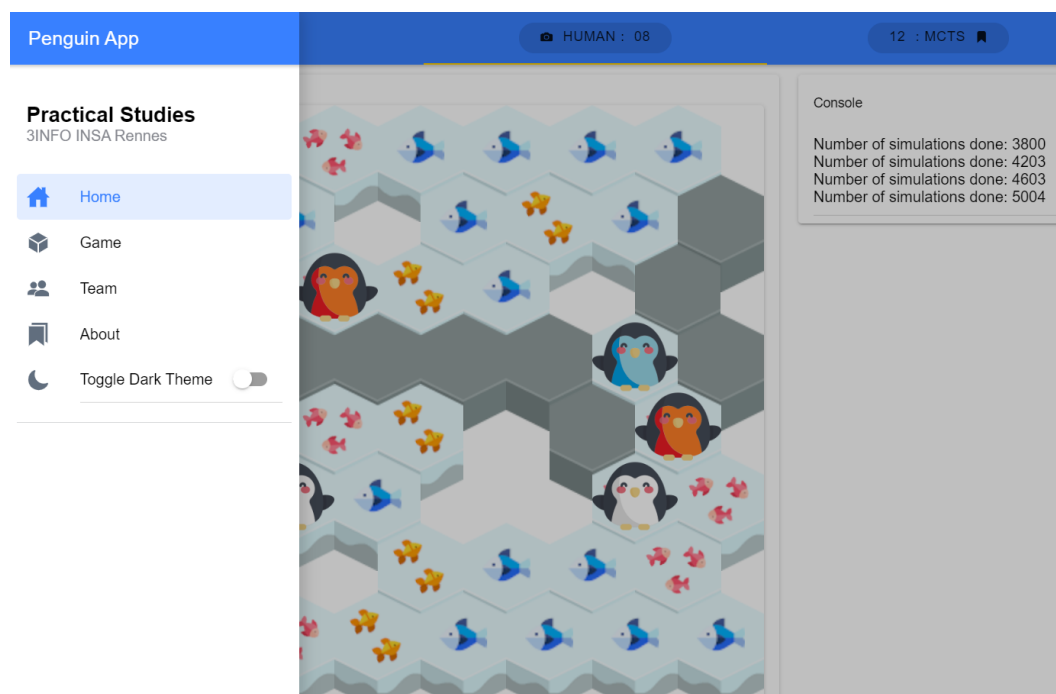 Penguin App
HUMAN : 08
12 : MCTS
Practical Studies
3INFO INSA Rennes
Home
Game
Team
About
Toggle Dark Theme
Console
Number of simulations done: 3800
Number of simulations done: 4203
Number of simulations done: 4603
Number of simulations done: 5004